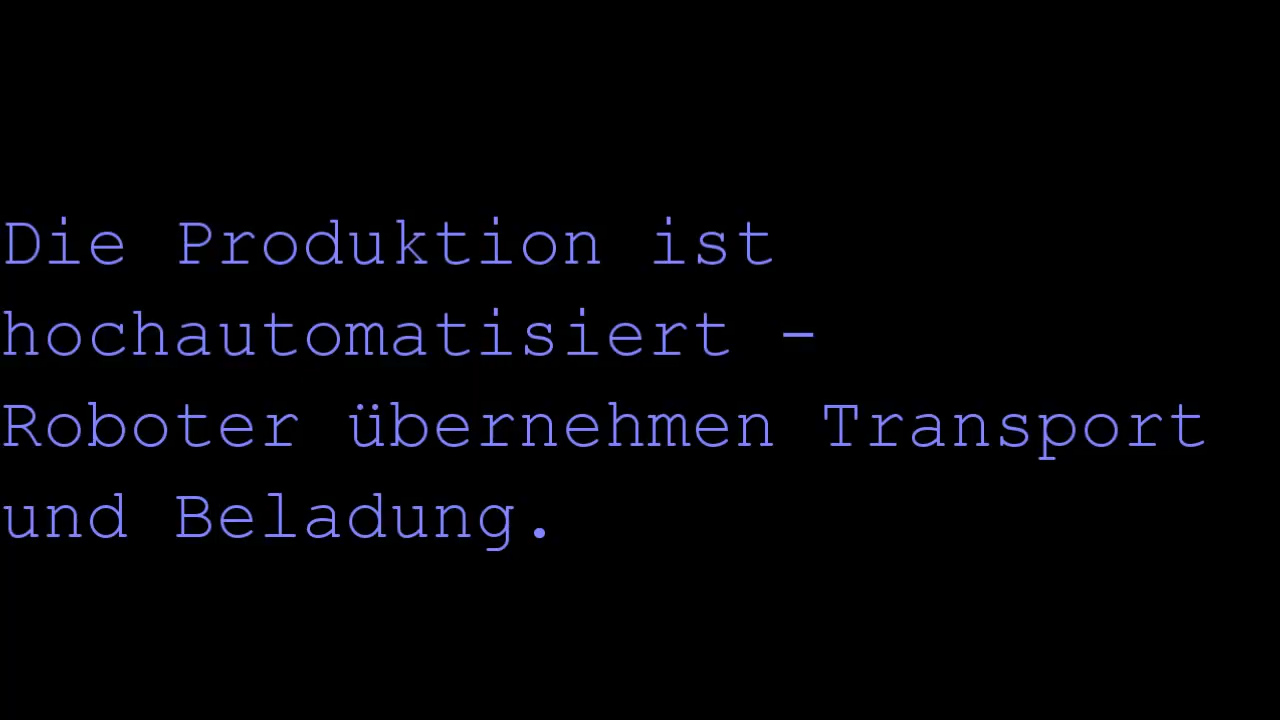 Die Produktion ist
hochautomatisiert -
Roboter übernehmen Transport
und Beladung.